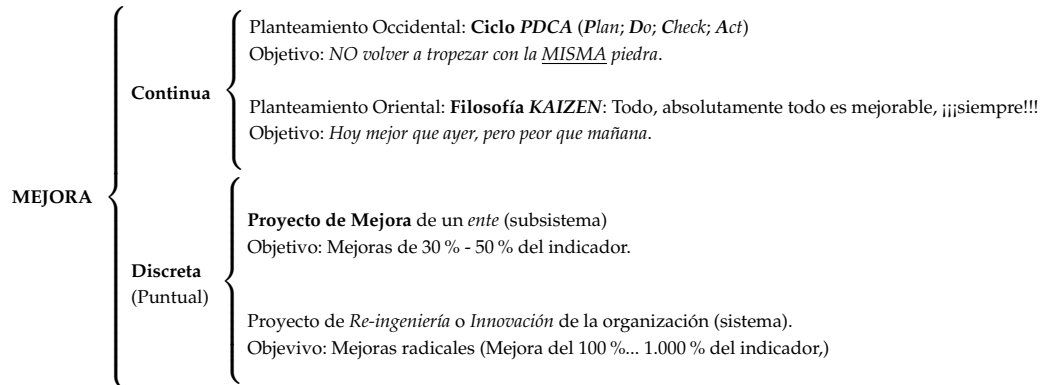 Planteamiento Occidental: Ciclo PDCA (Plan; Do; Check; Act)
Objetivo: NO volver a tropezar con la MISMA piedra.
Continua
Planteamiento Oriental: Filosofía KAIZEN: Todo, absolutamente todo es mejorable, ¡¡¡siempre!!!
Objetivo: Hoy mejor que ayer, pero peor que mañana.
MEJORA
Proyecto de Mejora de un ente (subsistema)
Objetivo: Mejoras de 30 % - 50 % del indicador.
Discreta
(Puntual)
Proyecto de Re-ingeniería o Innovación de la organización (sistema).
Objevivo: Mejoras radicales (Mejora del 100 %... 1.000 % del indicador,)